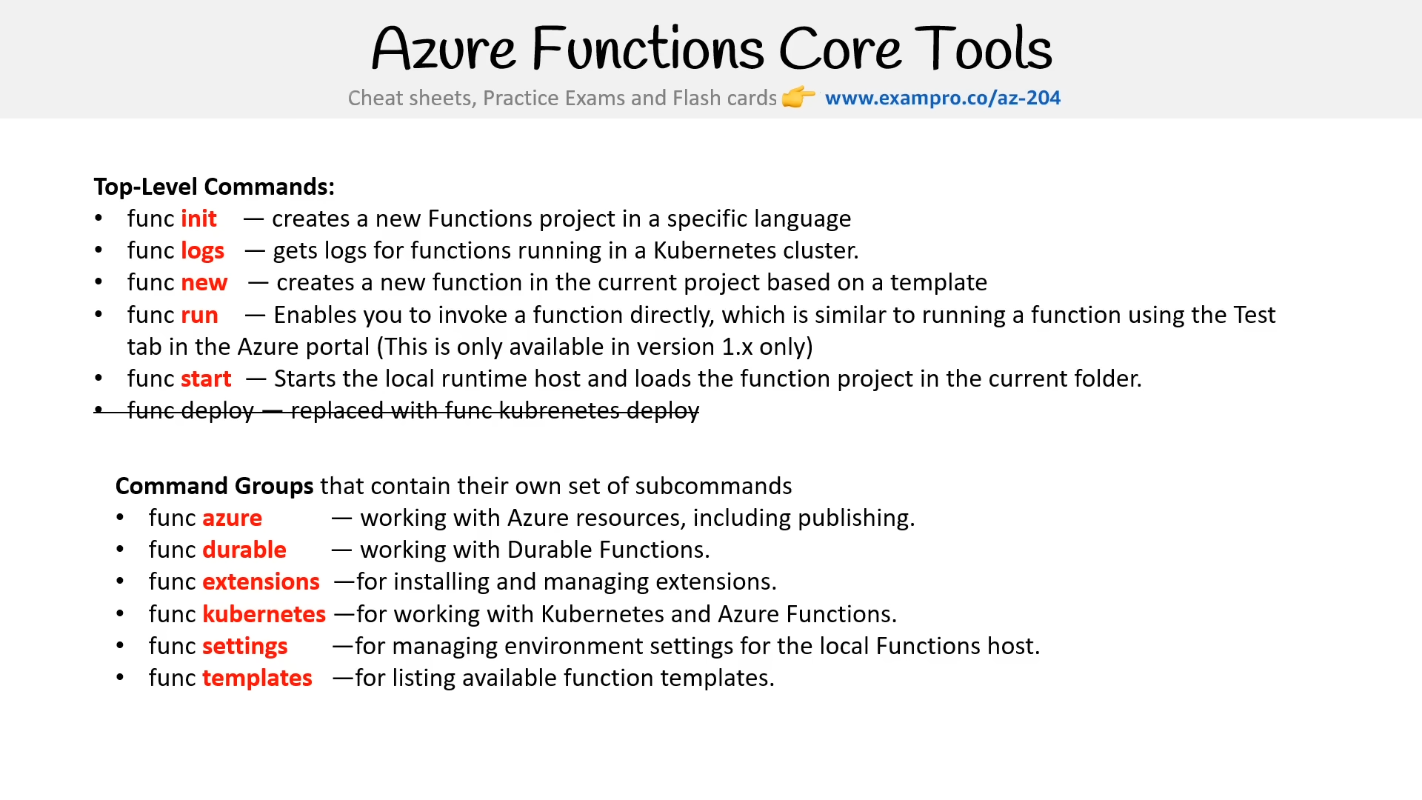 Azure Functions Core Tools
Cheat sheets, Practice Exams and Flash cards 👉 www.exampro.co/az-204
Top-Level Commands:
• func init — creates a new Functions project in a specific language
• func logs — gets logs for functions running in a Kubernetes cluster.
• func new — creates a new function in the current project based on a template
• func run — Enables you to invoke a function directly, which is similar to running a function using the Test
tab in the Azure portal (This is only available in version 1.x only)
• func start — Starts the local runtime host and loads the function project in the current folder.
• func deploy — replaced with func kubrenetes deploy
Command Groups that contain their own set of subcommands
• func azure — working with Azure resources, including publishing.
• func durable — working with Durable Functions.
• func extensions —for installing and managing extensions.
• func kubernetes —for working with Kubernetes and Azure Functions.
• func settings —for managing environment settings for the local Functions host.
• func templates —for listing available function templates.